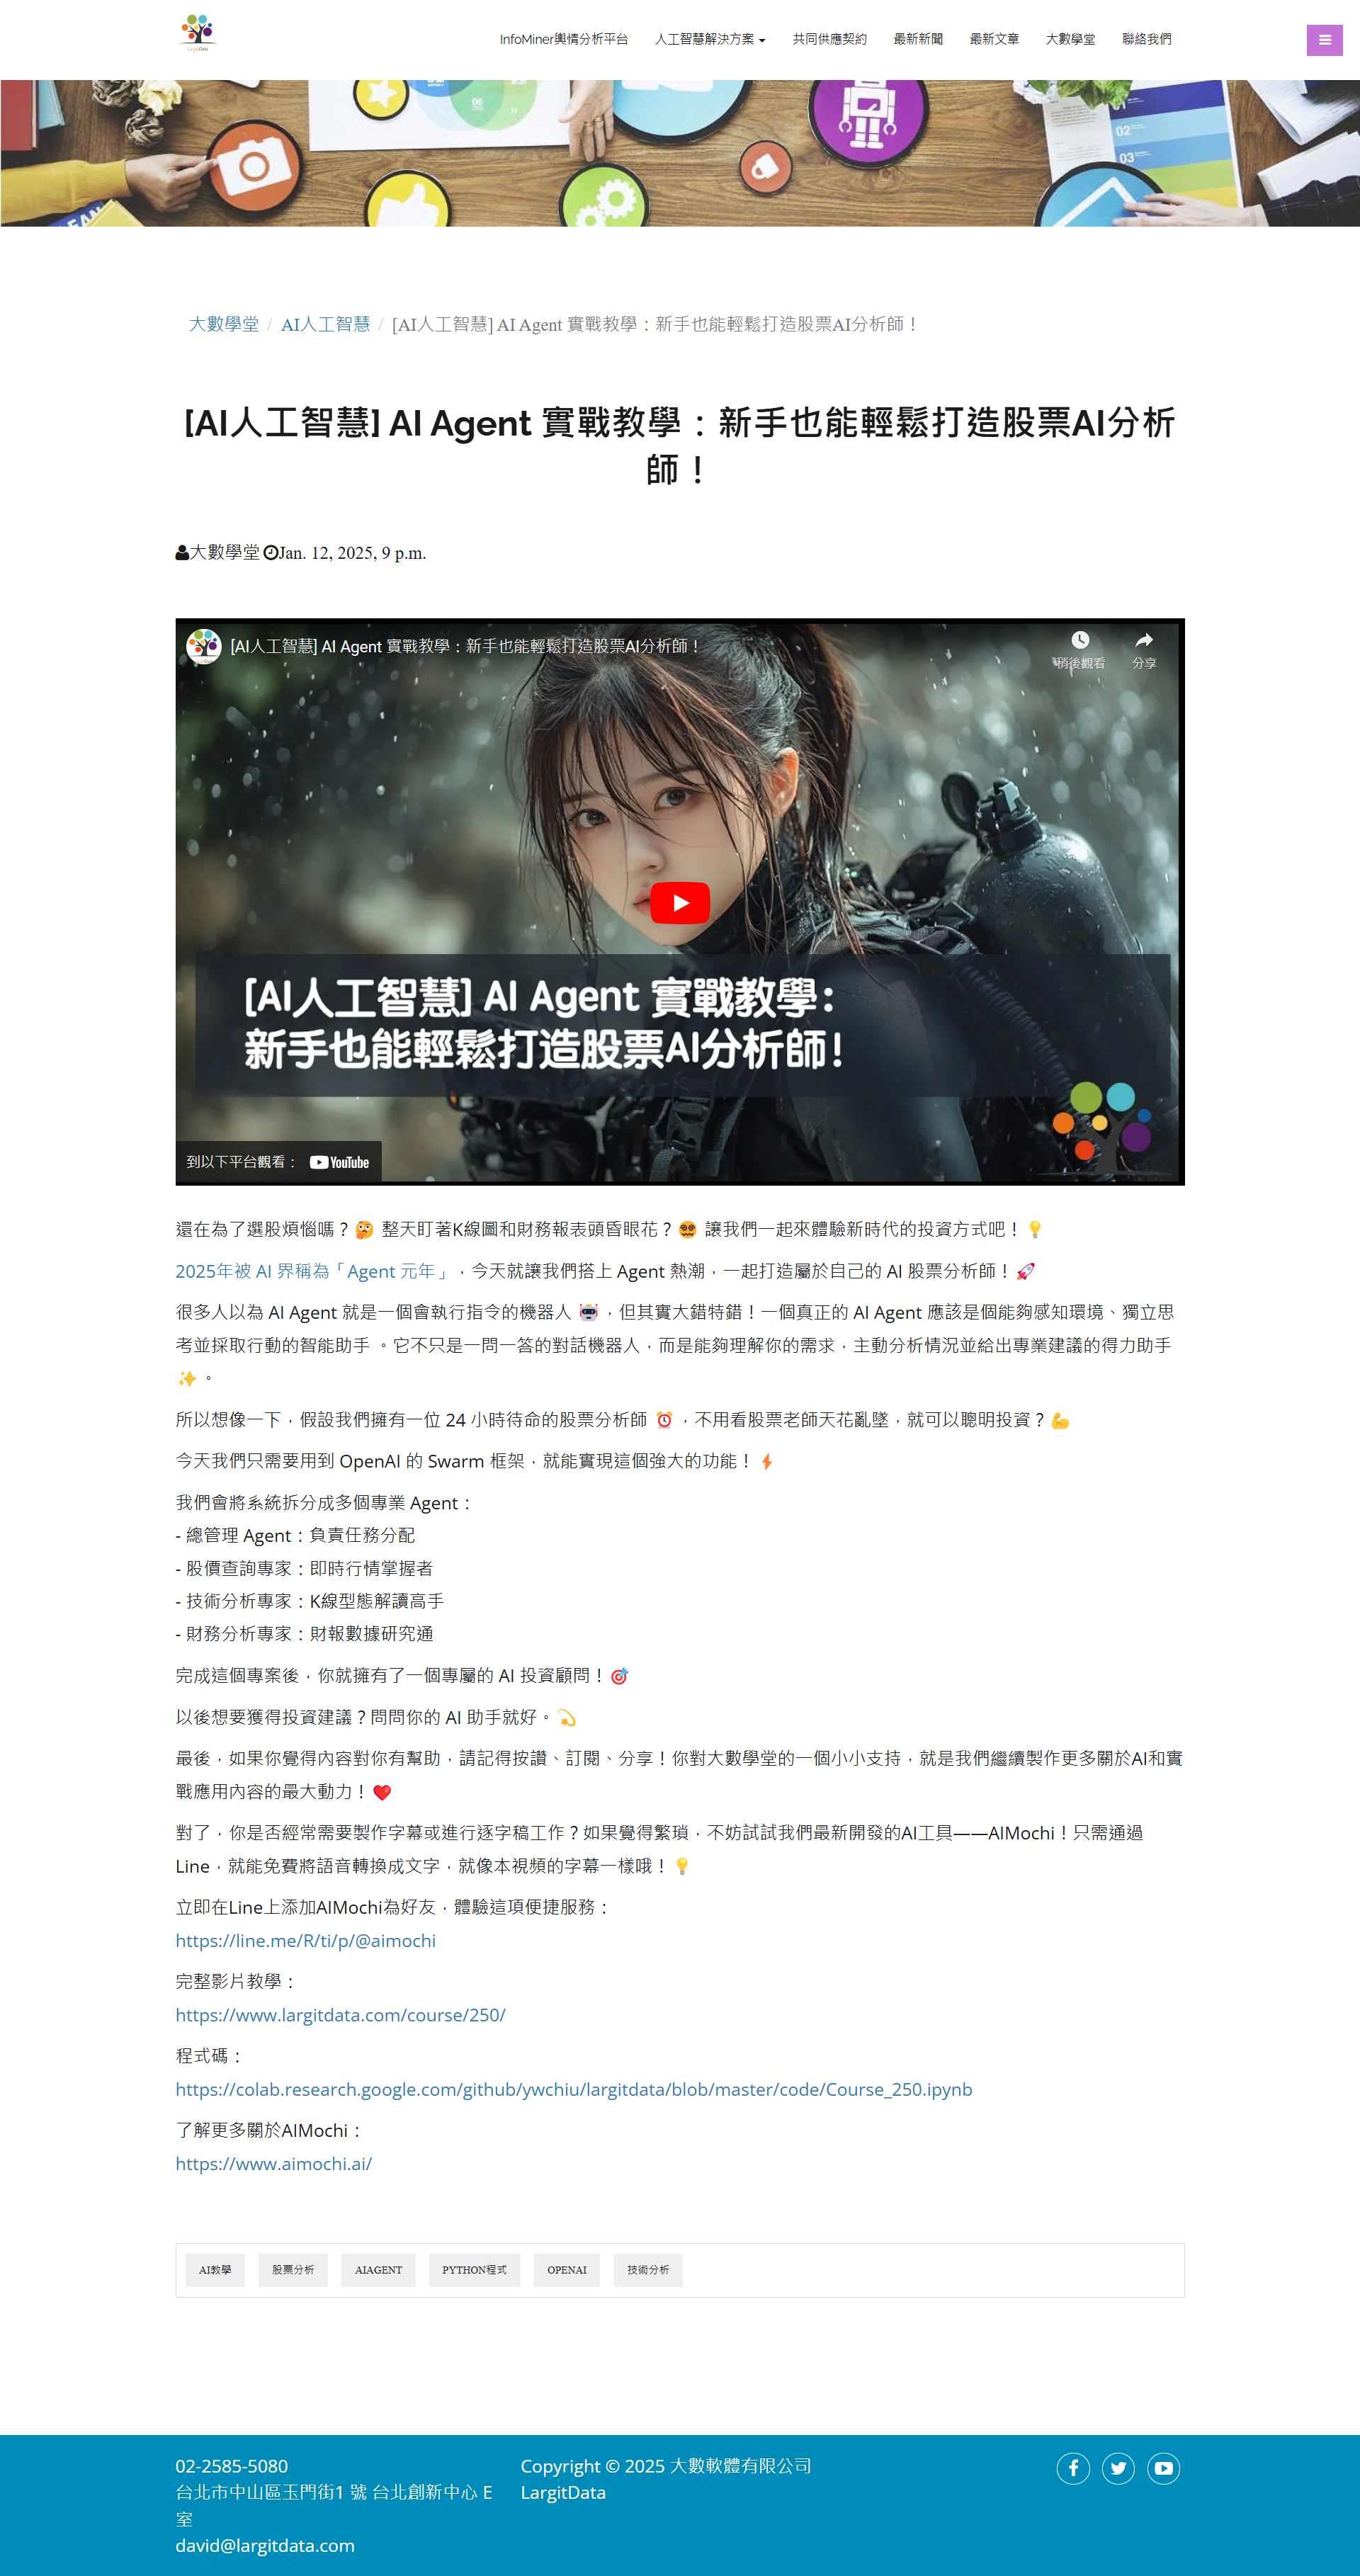 LargitData
InfoMiner輿情分析平台 人工智慧解決方案 共同供應契約 最新新聞 最新文章 大數學堂 聯絡我們
06
01
02
03
大數學堂 / AI人工智慧 / [AI人工智慧] AI Agent 實戰教學：新手也能輕鬆打造股票AI分析師！
[AI人工智慧] AI Agent 實戰教學：新手也能輕鬆打造股票AI分析
師！
大數學堂 Jan. 12, 2025, 9 p.m.
[AI人工智慧] AI Agent 實戰教學：新手也能輕鬆打造股票AI分析師！
稍後觀看 分享
[AI人工智慧] AI Agent 實戰教學:
新手也能輕鬆打造股票AI分析師!
到以下平台觀看： YouTube
還在為了選股煩惱嗎？🤔 整天盯著K線圖和財務報表頭昏眼花？😵‍💫 讓我們一起來體驗新時代的投資方式吧！💡
2025年被 AI 界稱為「Agent 元年」，今天就讓我們搭上 Agent 熱潮，一起打造屬於自己的 AI 股票分析師！🚀
很多人以為 AI Agent 就是一個會執行指令的機器人 🤖，但其實大錯特錯！一個真正的 AI Agent 應該是個能夠感知環境、獨立思
考並採取行動的智能助手 。它不只是一問一答的對話機器人，而是能夠理解你的需求，主動分析情況並給出專業建議的得力助手
✨。
所以想像一下，假設我們擁有一位 24 小時待命的股票分析師 ⏰，不用看股票老師天花亂墜，就可以聰明投資？💪
今天我們只需要用到 OpenAI 的 Swarm 框架，就能實現這個強大的功能！⚡
我們會將系統拆分成多個專業 Agent：
- 總管理 Agent：負責任務分配
- 股價查詢專家：即時行情掌握者
- 技術分析專家：K線型態解讀高手
- 財務分析專家：財報數據研究通
完成這個專案後，你就擁有了一個專屬的 AI 投資顧問！🎯
以後想要獲得投資建議？問問你的 AI 助手就好。💫
最後，如果你覺得內容對你有幫助，請記得按讚、訂閱、分享！你對大數學堂的一個小小支持，就是我們繼續製作更多關於AI和實
戰應用內容的最大動力！❤️
對了，你是否經常需要製作字幕或進行逐字稿工作？如果覺得繁瑣，不妨試試我們最新開發的AI工具——AIMochi！只需通過
Line，就能免費將語音轉換成文字，就像本視頻的字幕一樣哦！💡
立即在Line上添加AIMochi為好友，體驗這項便捷服務：
https://line.me/R/ti/p/@aimochi
完整影片教學：
https://www.largitdata.com/course/250/
程式碼：
https://colab.research.google.com/github/ywchiu/largitdata/blob/master/code/Course_250.ipynb
了解更多關於AIMochi：
https://www.aimochi.ai/
AI教學 股票分析 AIAGENT PYTHON程式 OPENAI 技術分析
02-2585-5080
台北市中山區玉門街1 號 台北創新中心 E
室
david@largitdata.com
Copyright © 2025 大數軟體有限公司
LargitData